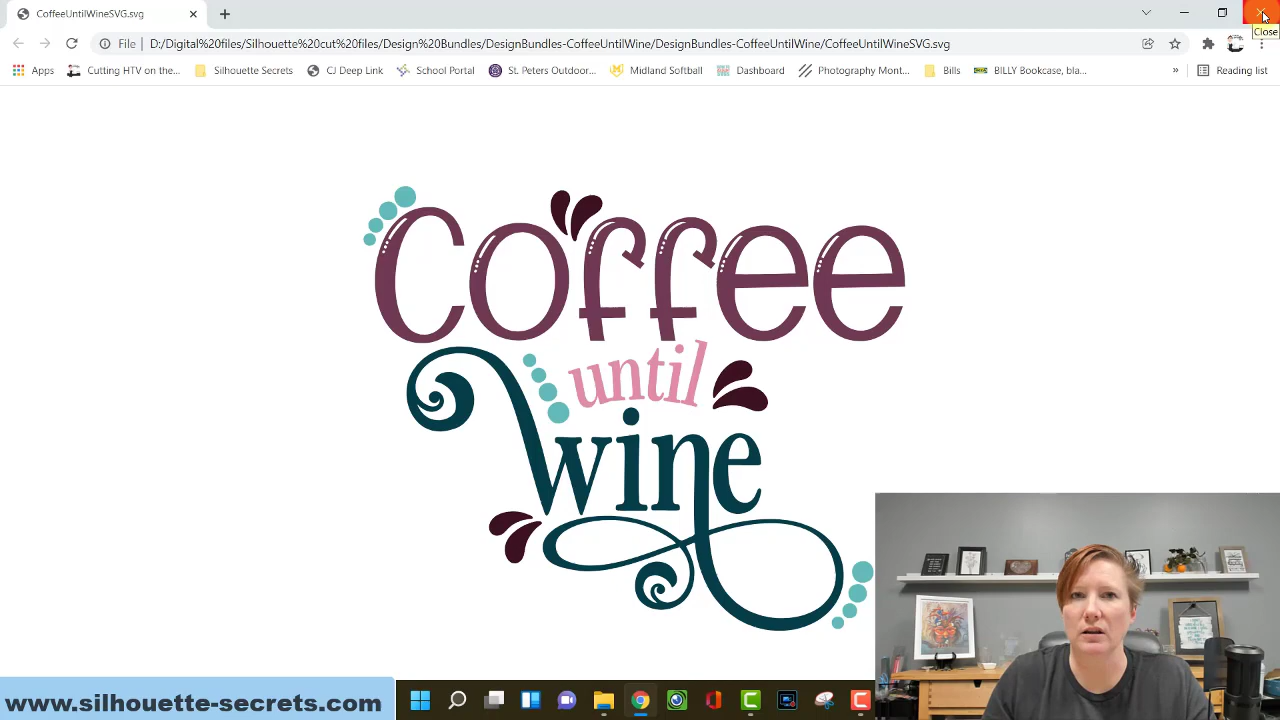 CoffeeUntilWineSVG.svg
Close
File D:/Digital%20files/Silhouette%20cut%20files/Design%20Bundles/DesignBundles-CoffeeUntilWine/DesignBundles-CoffeeUntilWine/CoffeeUntilWineSVG.svg
Apps Cutting HTV on the... Silhouette Secrets CJ Deep Link School Portal St. Peters Outdoor... Midland Softball Dashboard Photography Mont... Bills BILLY Bookcase, bla... » Reading list
Coffee
until
wine
www.silhouette-secrets.com